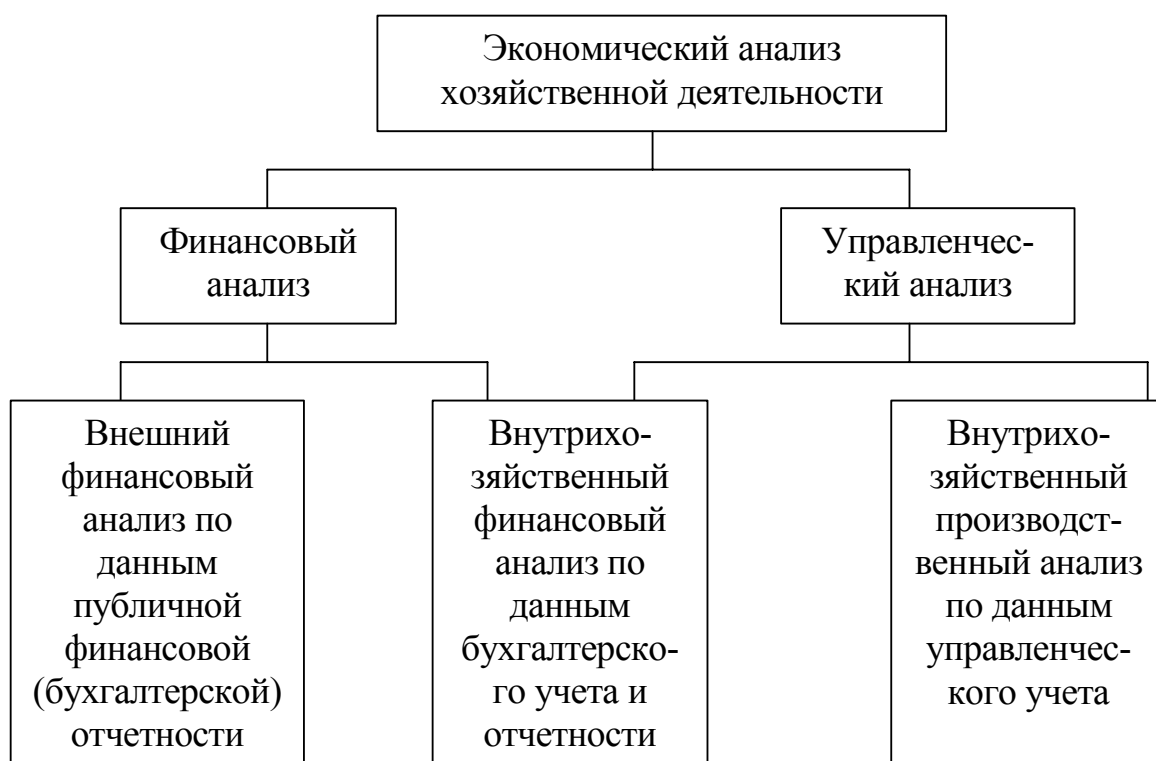 Экономический анализ
хозяйственной деятельности
Финансовый
анализ
Управленчес-
кий анализ
Внешний
финансовый
анализ по
данным
публичной
финансовой
(бухгалтерской)
отчетности
Внутрихо-
зяйственный
финансовый
анализ по
данным
бухгалтерско-
го учета и
отчетности
Внутрихо-
зяйственный
производст-
венный анализ
по данным
управленчес-
кого учета